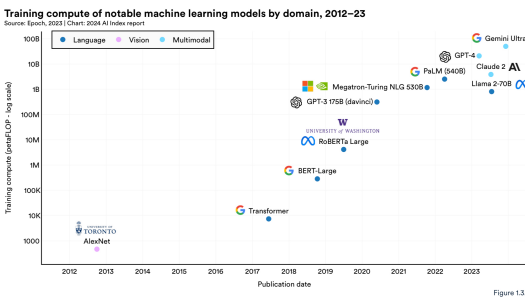 Training compute of notable machine learning models by domain, 2012–23
Source: Epoch, 2023 | Chart: 2024 AI Index report
Language
Vision
Multimodal
Training compute (petaFLOP - log scale)
100B
10B
1B
100M
10M
1M
100K
10K
1000
Gemini Ultra
GPT-4
PaLM (540B)
Claude 2
Megatron-Turing NLG 530B
Llama 2-70B
GPT-3 175B (davinci)
W
UNIVERSITY of WASHINGTON
RoBERTa Large
BERT-Large
Transformer
UNIVERSITY OF
TORONTO
AlexNet
2012
2013
2014
2015
2016
2017
2018
2019
2020
2021
2022
2023
Publication date
Figure 1.3.